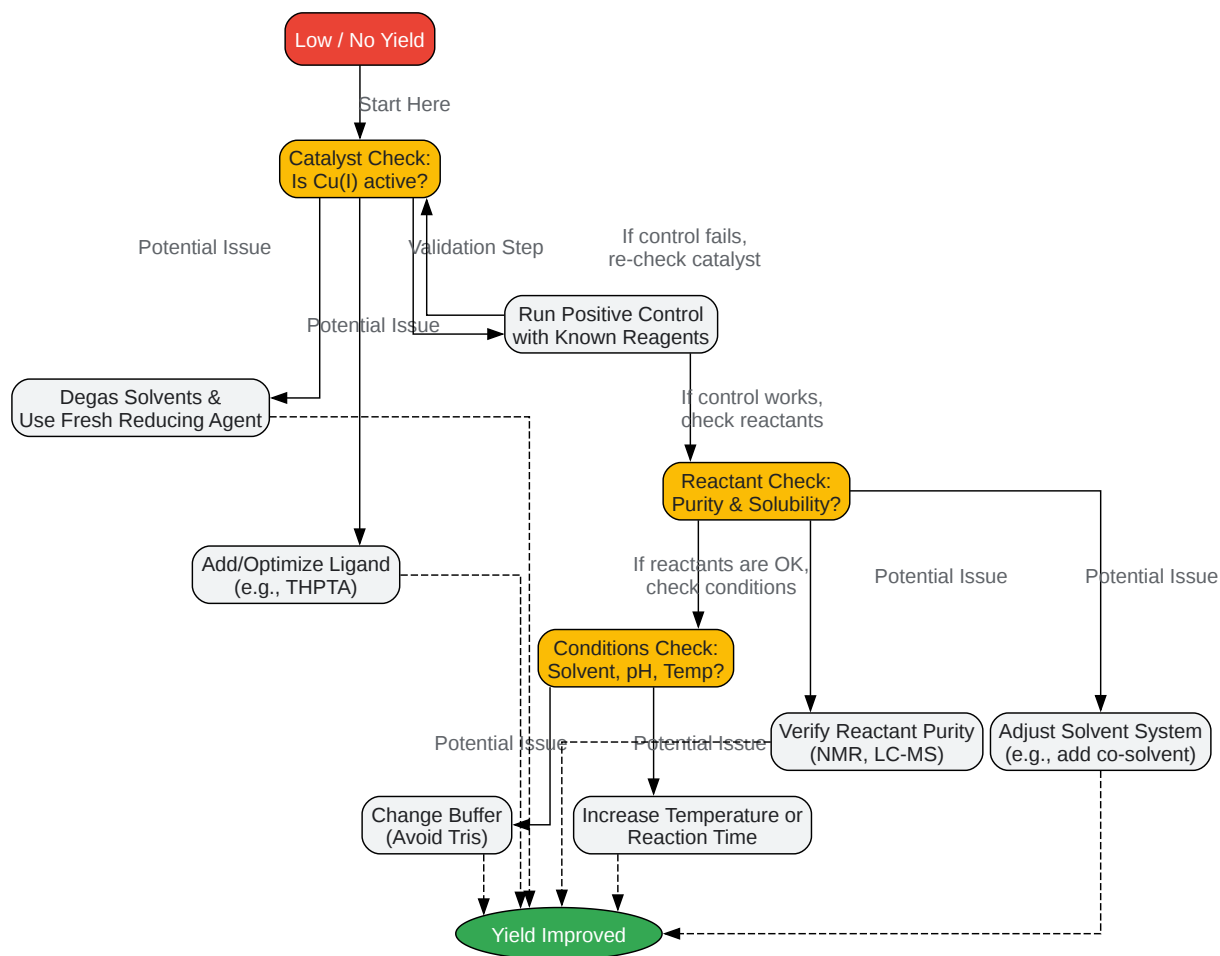 Low / No Yield
Start Here
Catalyst Check:
Is Cu(I) active?
Potential Issue
Validation Step
If control fails,
re-check catalyst
Potential Issue
Run Positive Control
with Known Reagents
Degas Solvents &
Use Fresh Reducing Agent
If control works,
check reactants
Reactant Check:
Purity & Solubility?
Add/Optimize Ligand
(e.g., THPTA)
If reactants are OK,
check conditions
Potential Issue
Potential Issue
Conditions Check:
Solvent, pH, Temp?
Potential Issue
Potential Issue
Verify Reactant Purity
(NMR, LC-MS)
Adjust Solvent System
(e.g., add co-solvent)
Change Buffer
(Avoid Tris)
Increase Temperature or
Reaction Time
Yield Improved